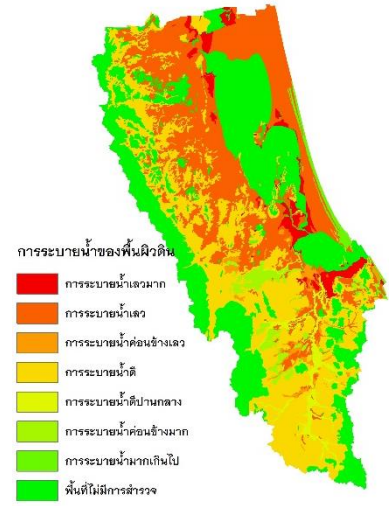 การระบายน้ำของพื้นผิวดิน
การระบายน้ำเลวมาก
การระบายน้ำเลว
การระบายน้ำค่อนข้างเลว
การระบายน้ำดี
การระบายน้ำดีปานกลาง
การระบายน้ำค่อนข้างมาก
การระบายน้ำมากเกินไป
พื้นที่ไม่มีการสำรวจ